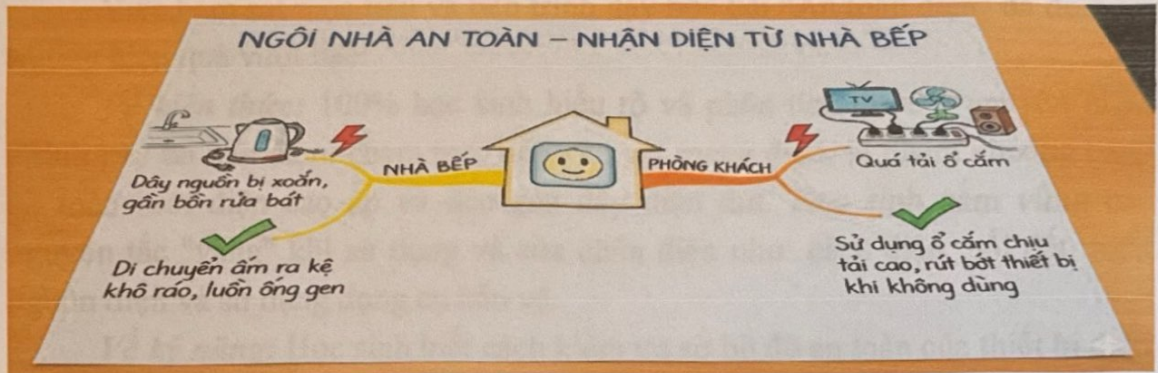 NGÔI NHÀ AN TOÀN – NHẬN DIỆN TỪ NHÀ BẾP
Dây nguồn bị xoắn,
gần bồn rửa bát
Di chuyển ấm ra kệ
khô ráo, luồn ống gen
NHÀ BẾP
PHÒNG KHÁCH
TV
Quá tải ổ cắm
Sử dụng ổ cắm chịu
tải cao, rút bớt thiết bị
khi không dùng